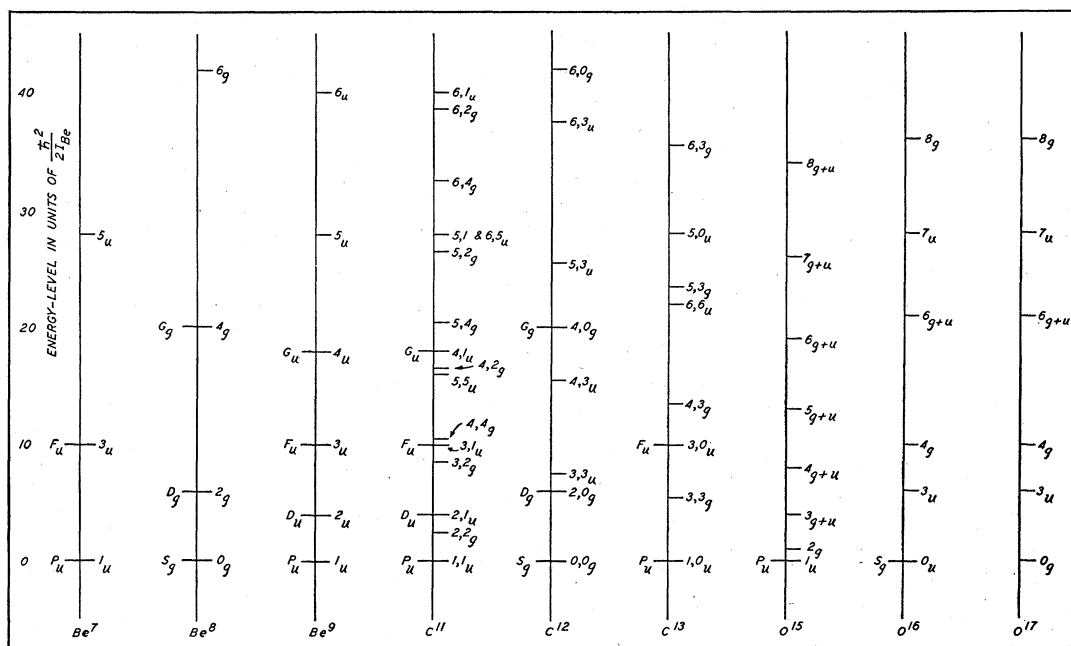 ENERGY-LEVEL IN UNITS OF ħ²/2I_Be
40
30
20
10
0
5u
Fu 3u
Pu 1u
Be⁷
6g
Gg 4g
Dg 2g
Sg 0g
Be⁸
6u
5u
Gu 4u
Fu 3u
Du 2u
Pu 1u
Be⁹
6,1u
6,2g
6,4g
5,1 & 6,5u
5,2g
5,4g
Gu 4,1u
4,2g
5,5u
4,4g
Fu 3,1u
3,2g
Du 2,1u
2,2g
Pu 1,1u
C¹¹
6,0g
6,3u
5,3u
Gg 4,0g
4,3u
3,3u
Dg 2,0g
Sg 0,0g
C¹²
6,3g
5,0u
5,3g
6,6u
4,3g
Fu 3,0u
3,3g
Pu 1,0u
C¹³
8g+u
7g+u
6g+u
5g+u
4g+u
3g+u
2g
Pu 1u
O¹⁵
8g
7u
6g+u
4g
3u
Sg 0u
O¹⁶
8g
7u
6g+u
4g
3u
0g
O¹⁷